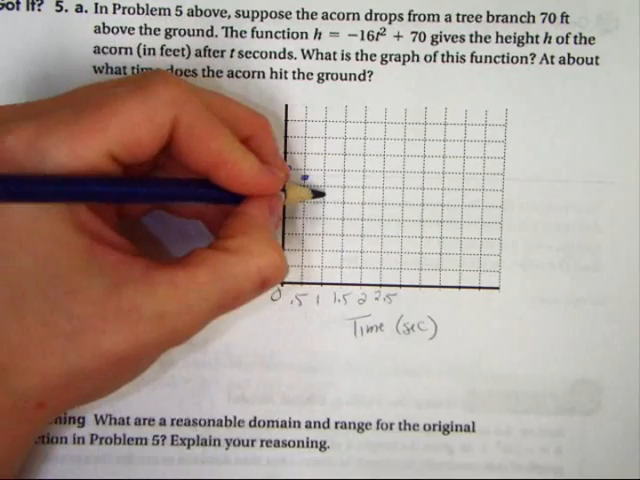 Got It? 5. a. In Problem 5 above, suppose the acorn drops from a tree branch 70 ft
above the ground. The function h = −16t² + 70 gives the height h of the
acorn (in feet) after t seconds. What is the graph of this function? At about
what time does the acorn hit the ground?
0 .5 1 1.5 2 2.5
Time (sec)
What are a reasonable domain and range for the original
in Problem 5? Explain your reasoning.